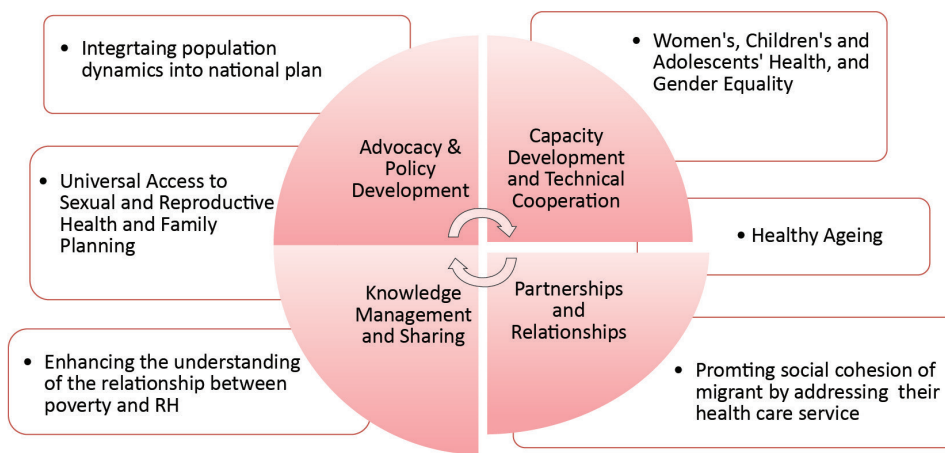 • Integrtaing population
dynamics into national plan
• Universal Access to
Sexual and Reproductive
Health and Family
Planning
• Enhancing the understanding
of the relationship between
poverty and RH
Advocacy &
Policy
Development
Capacity
Development
and Technical
Cooperation
Knowledge
Management
and Sharing
Partnerships
and
Relationships
• Women's, Children's and
Adolescents' Health, and
Gender Equality
• Healthy Ageing
• Promting social cohesion of
migrant by addressing their
health care service